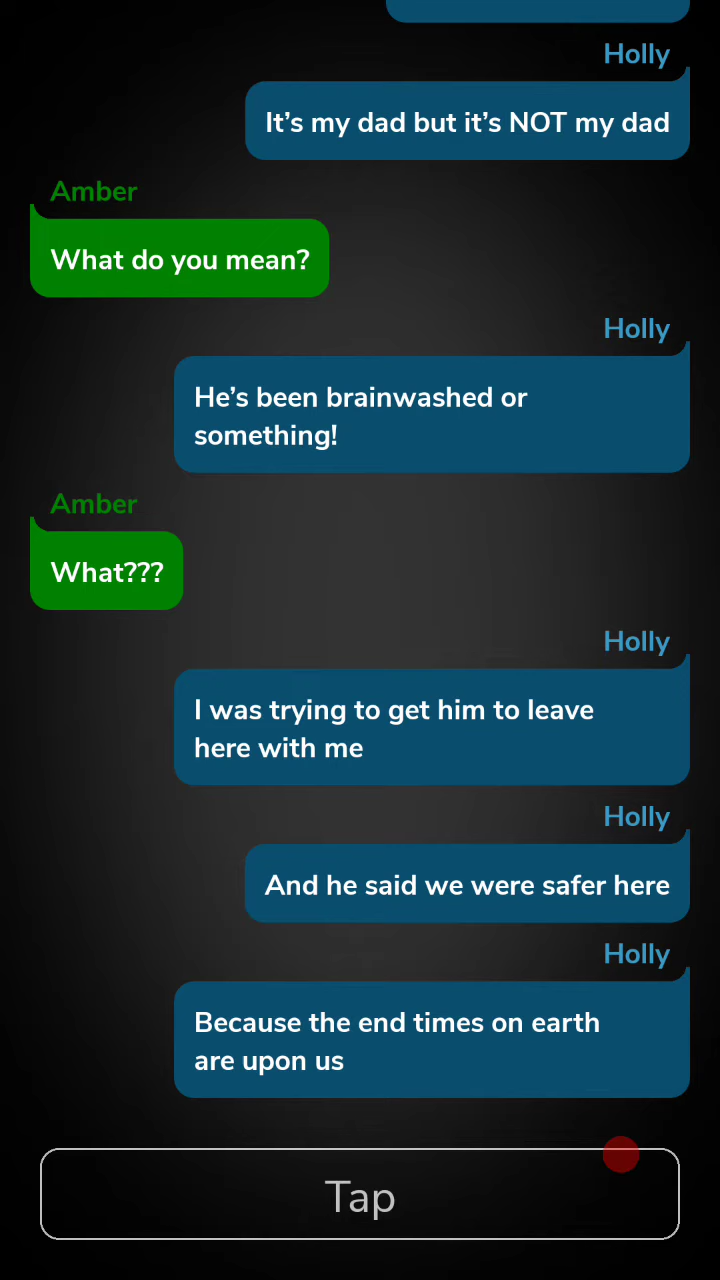 Holly
It’s my dad but it’s NOT my dad
Amber
What do you mean?
Holly
He’s been brainwashed or
something!
Amber
What???
Holly
I was trying to get him to leave
here with me
Holly
And he said we were safer here
Holly
Because the end times on earth
are upon us
Tap